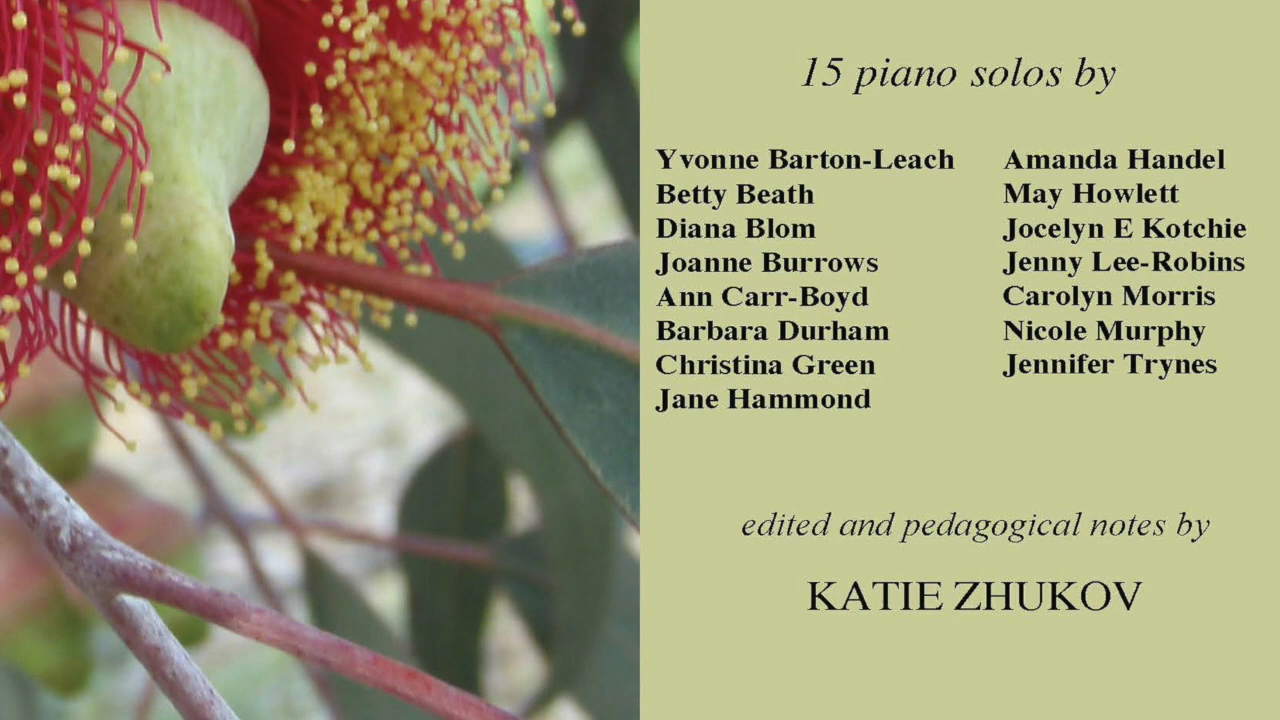 15 piano solos by
Yvonne Barton-Leach
Betty Beath
Diana Blom
Joanne Burrows
Ann Carr-Boyd
Barbara Durham
Christina Green
Jane Hammond
Amanda Handel
May Howlett
Jocelyn E Kotchie
Jenny Lee-Robins
Carolyn Morris
Nicole Murphy
Jennifer Trynes
edited and pedagogical notes by
KATIE ZHUKOV